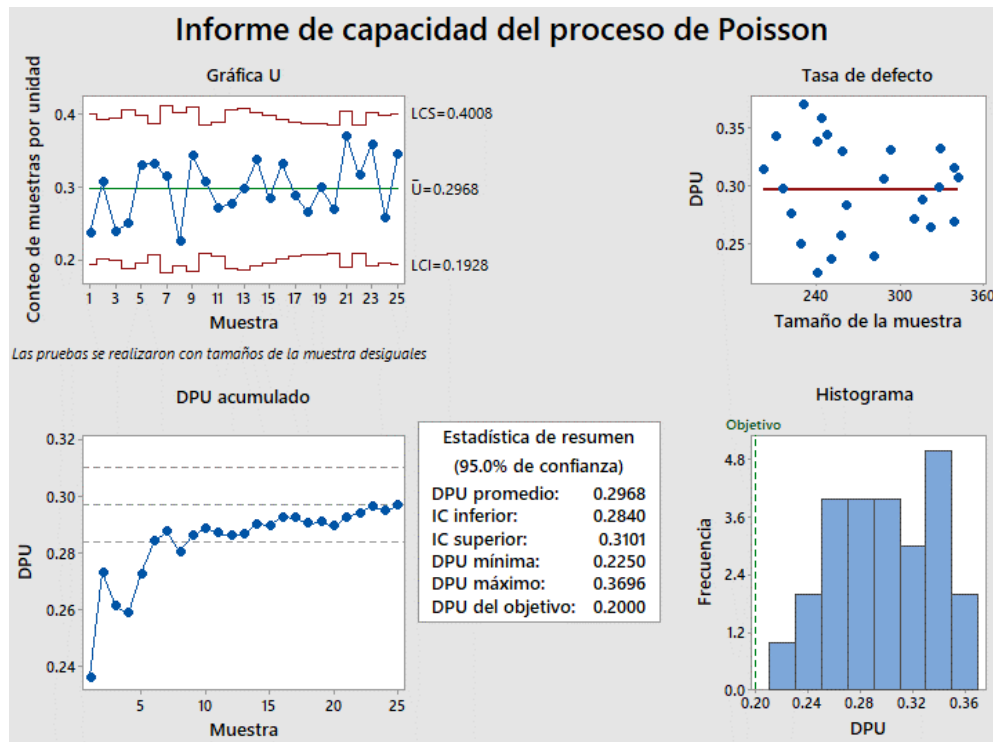 Informe de capacidad del proceso de Poisson
Gráfica U
Conteo de muestras por unidad
0.4
0.3
0.2
LCS=0.4008
U̅=0.2968
LCI=0.1928
1 3 5 7 9 11 13 15 17 19 21 23 25
Muestra
Las pruebas se realizaron con tamaños de la muestra desiguales
Tasa de defecto
DPU
0.35
0.30
0.25
240 300 360
Tamaño de la muestra
DPU acumulado
DPU
0.32
0.30
0.28
0.26
0.24
5 10 15 20 25
Muestra
Estadística de resumen
(95.0% de confianza)
DPU promedio: 0.2968
IC inferior: 0.2840
IC superior: 0.3101
DPU mínima: 0.2250
DPU máximo: 0.3696
DPU del objetivo: 0.2000
Histograma
Objetivo
Frecuencia
4.8
3.6
2.4
1.2
0.0
0.20 0.24 0.28 0.32 0.36
DPU